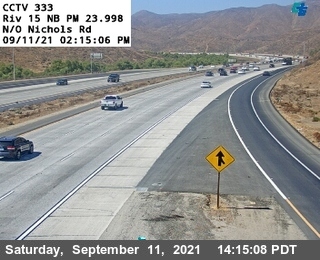 CCTV 333
Riv 15 NB PM 23.998
N/O Nichols Rd
09/11/21 02:15:06 PM
Saturday, September 11, 2021 14:15:08 PDT